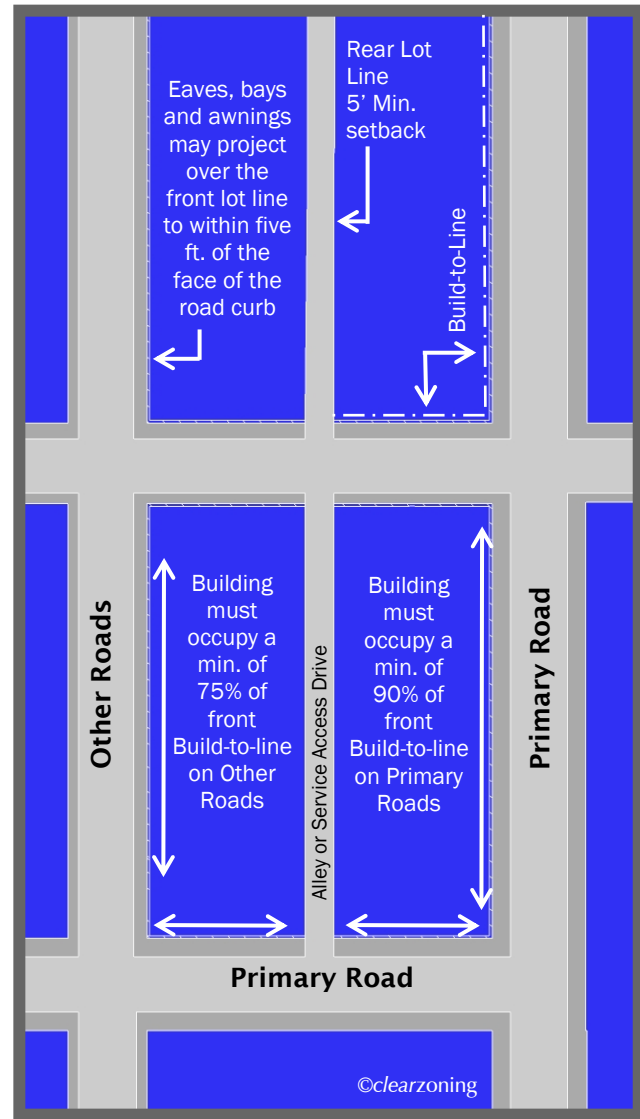 Eaves, bays
and awnings
may project
over the
front lot line
to within five
ft. of the
face of the
road curb
Rear Lot
Line
5' Min.
setback
Build-to-Line
Other Roads
Building
must
occupy a
min. of
75% of
front
Build-to-line
on Other
Roads
Alley or Service Access Drive
Building
must
occupy a
min. of
90% of
front
Build-to-line
on Primary
Roads
Primary Road
Primary Road
©clearzoning